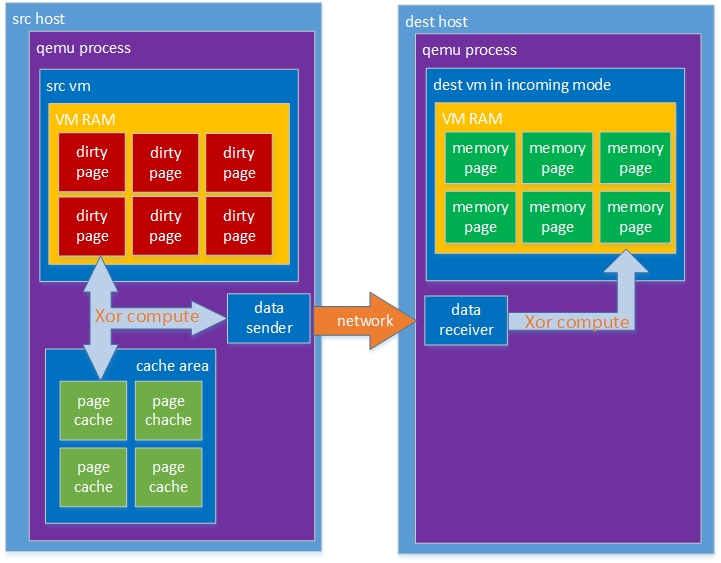 src host
qemu process
src vm
VM RAM
dirty
page
dirty
page
dirty
page
dirty
page
dirty
page
dirty
page
Xor compute
data
sender
cache area
page
cache
page
chache
page
cache
page
cache
network
dest host
qemu process
dest vm in incoming mode
VM RAM
memory
page
memory
page
memory
page
memory
page
memory
page
memory
page
data
receiver
Xor compute